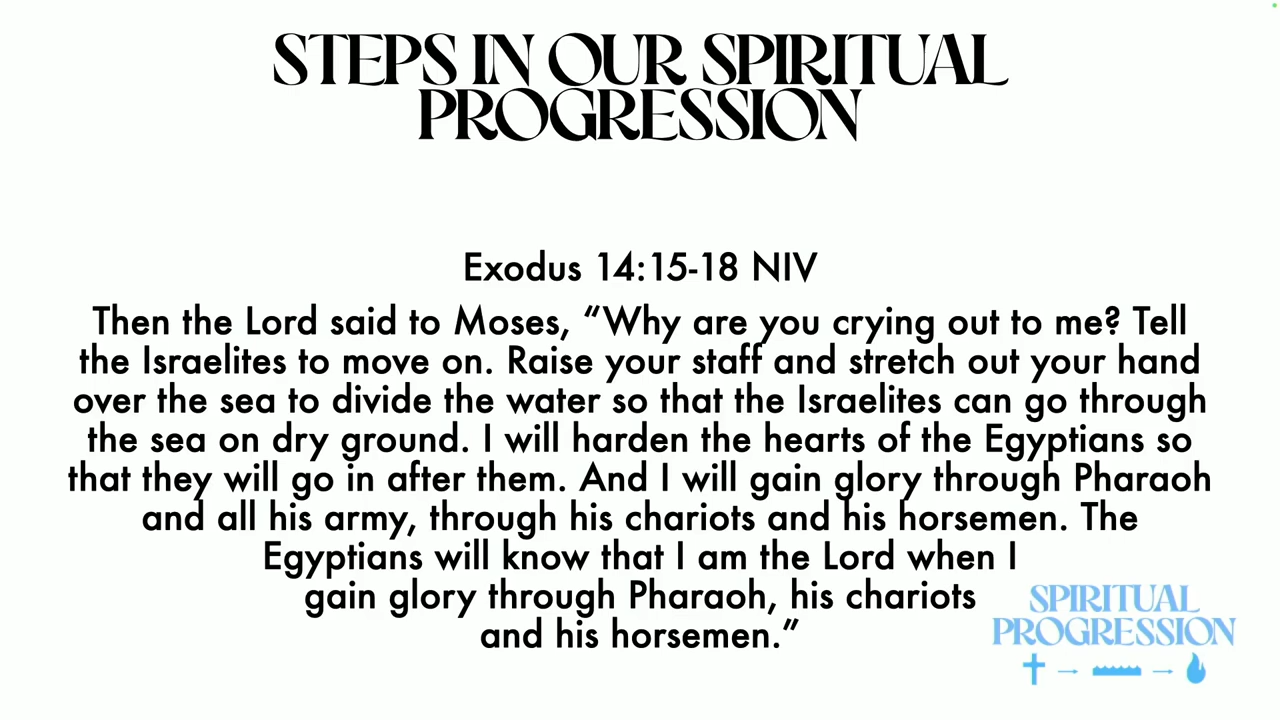 STEPS IN OUR SPIRITUAL
PROGRESSION
Exodus 14:15-18 NIV
Then the Lord said to Moses, “Why are you crying out to me? Tell
the Israelites to move on. Raise your staff and stretch out your hand
over the sea to divide the water so that the Israelites can go through
the sea on dry ground. I will harden the hearts of the Egyptians so
that they will go in after them. And I will gain glory through Pharaoh
and all his army, through his chariots and his horsemen. The
Egyptians will know that I am the Lord when I
gain glory through Pharaoh, his chariots
and his horsemen.”
SPIRITUAL
PROGRESSION